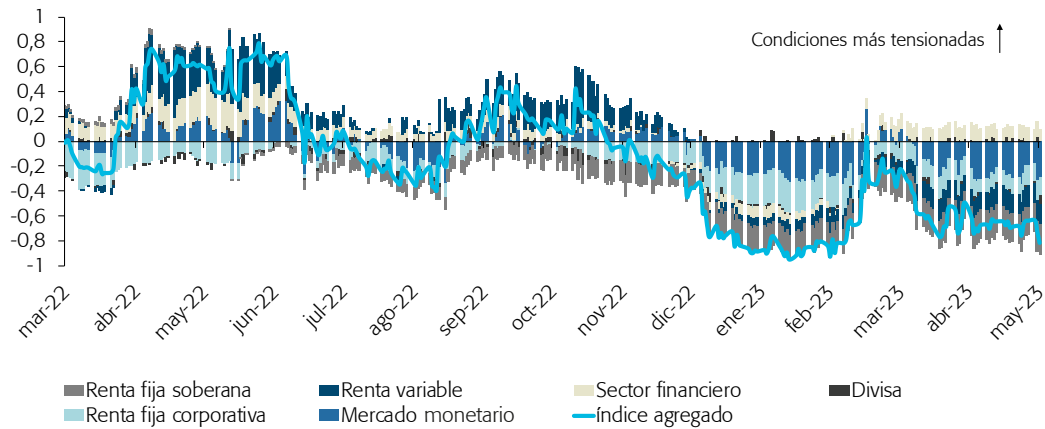 1
0,8
0,6
0,4
0,2
0
-0,2
-0,4
-0,6
-0,8
-1
Condiciones más tensionadas
mar-22
abr-22
may-22
jun-22
jul-22
ago-22
sep-22
oct-22
nov-22
dic-22
ene-23
feb-23
mar-23
abr-23
may-23
Renta fija soberana
Renta variable
Sector financiero
Divisa
Renta fija corporativa
Mercado monetario
índice agregado